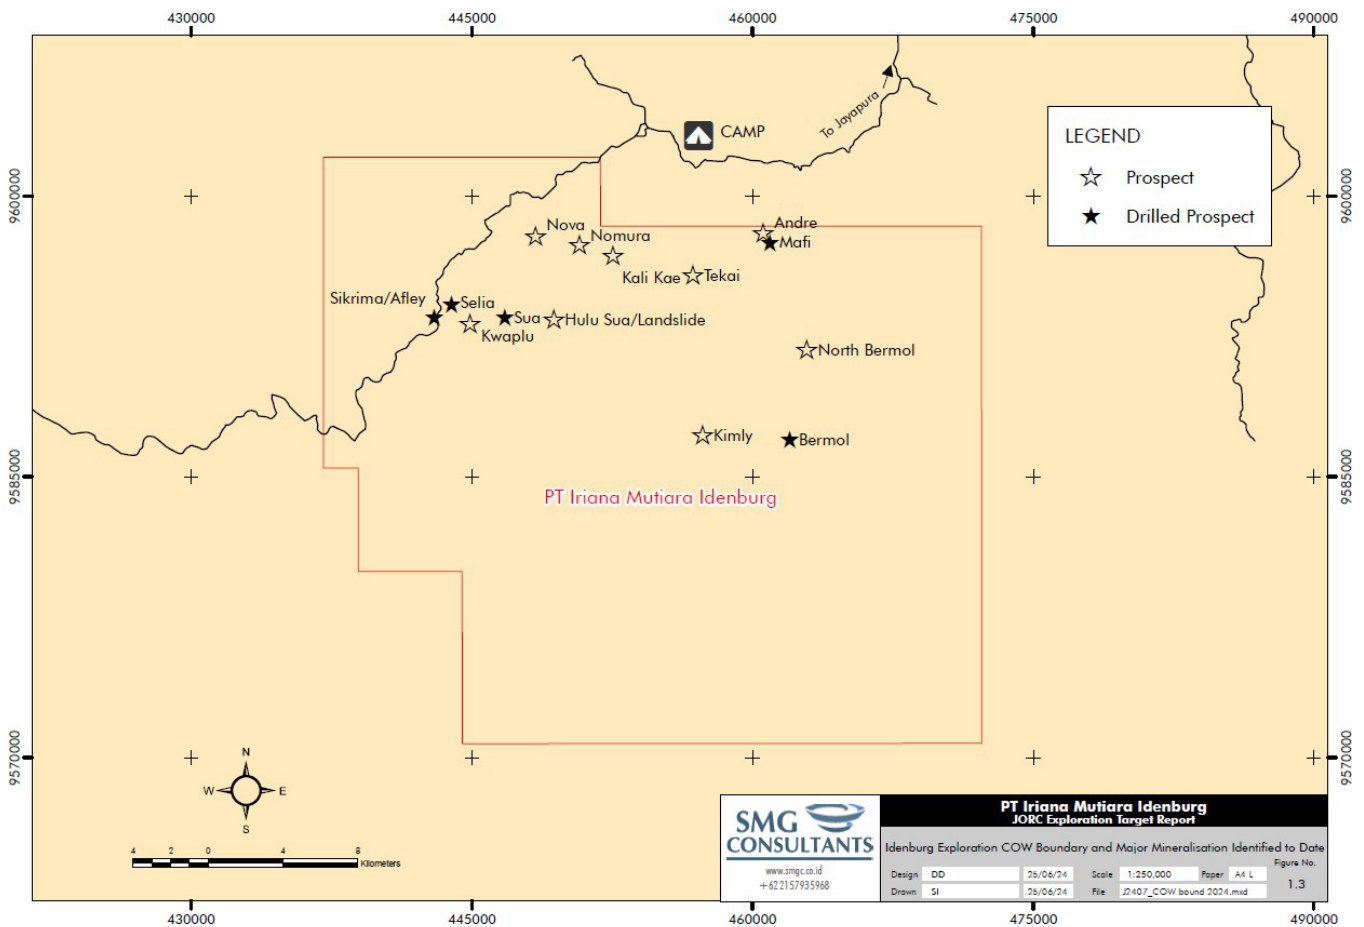 430000 445000 460000 475000 490000
To Jayapura
CAMP
LEGEND
Prospect
Drilled Prospect
9600000 9600000
Nova
Nomura
Andre
Mafi
Kali Kae
Tekai
Sikrima/Afley
Selia
Sua
Hulu Sua/Landslide
Kwaplu
North Bermol
Kimly
Bermol
9585000 9585000
PT Iriana Mutiara Idenburg
9570000 9570000
N
W E
S
4 2 0 4 8
Kilometers
SMG
CONSULTANTS
www.smgc.co.id
+622157935968
PT Iriana Mutiara Idenburg
JORC Exploration Target Report
Idenburg Exploration COW Boundary and Major Mineralisation Identified to Date
Design DD 25/06/24 Scale 1:250,000 Paper A4 L
Figure No.
1.3
Drawn SI 25/06/24 File J2407_COW bound 2024.mxd
430000 445000 460000 475000 490000